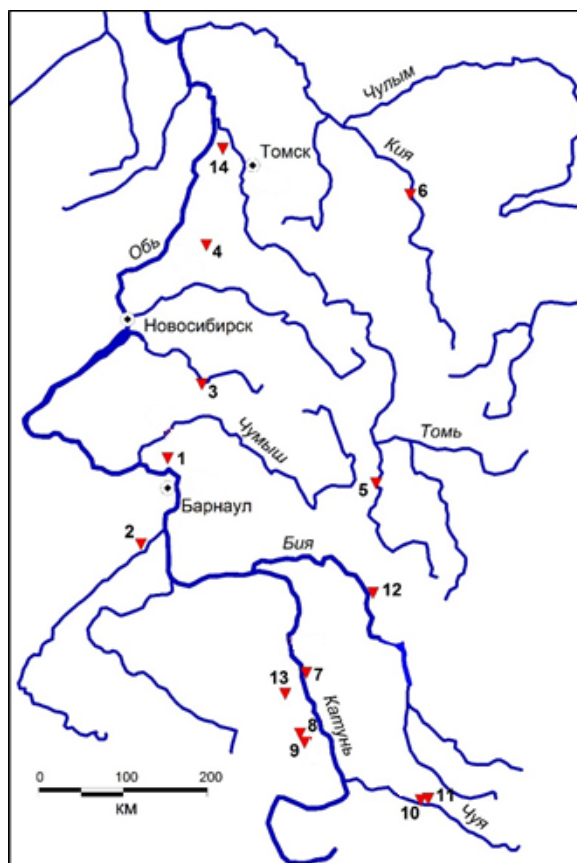 Чулым
Томск
14
Кия
6
Обь
4
Новосибирск
3
Чумыш
Томь
1
5
Барнаул
2
Бия
12
7
13
Катунь
8
9
0 100 200
км
11
10
Чуя